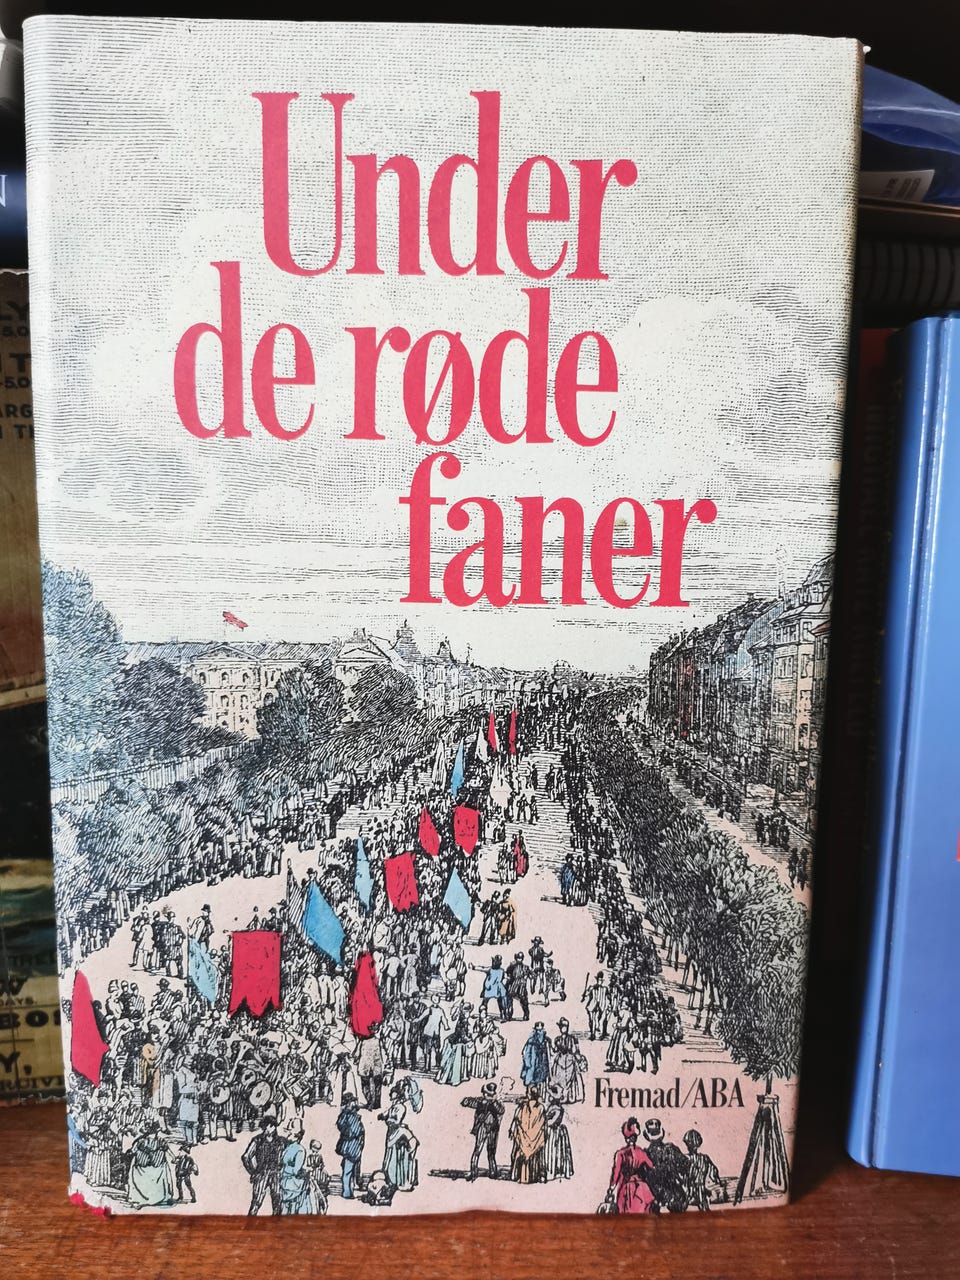 Under
de røde
faner
Fremad/ABA